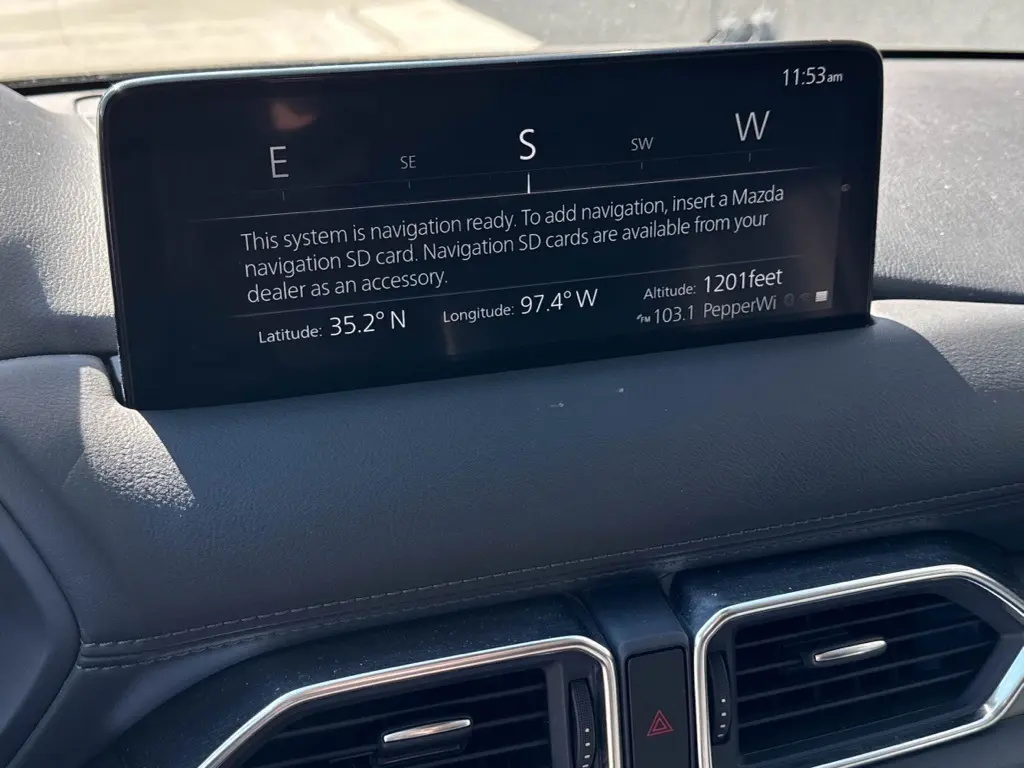 11:53am
E SE S SW W
This system is navigation ready. To add navigation, insert a Mazda
navigation SD card. Navigation SD cards are available from your
dealer as an accessory.
Latitude: 35.2° N Longitude: 97.4° W Altitude: 1201feet
FM 103.1 PepperWi